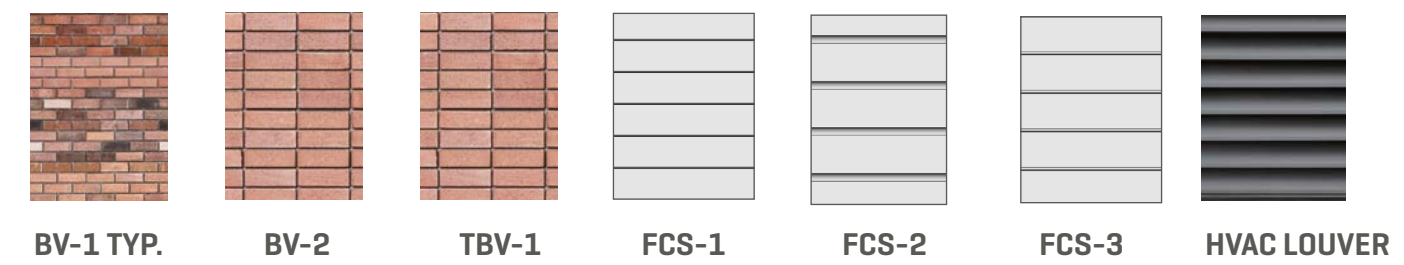 BV-1 TYP.
BV-2
TBV-1
FCS-1
FCS-2
FCS-3
HVAC LOUVER